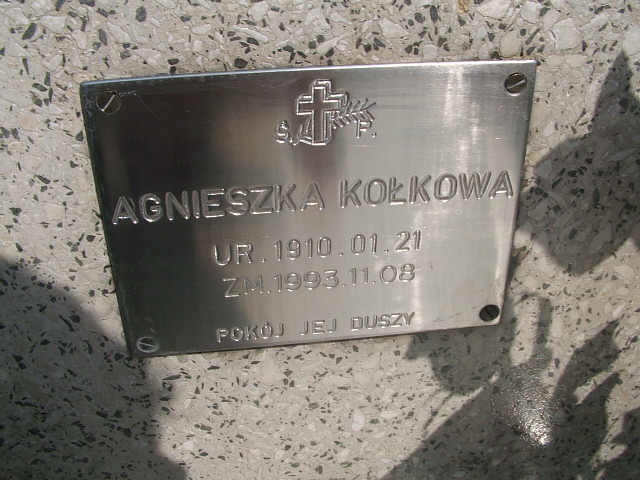 Ś. P.
AGNIESZKA KOŁKOWA
UR. 1910.01.21
ZM. 1993.11.08
POKÓJ JEJ DUSZY